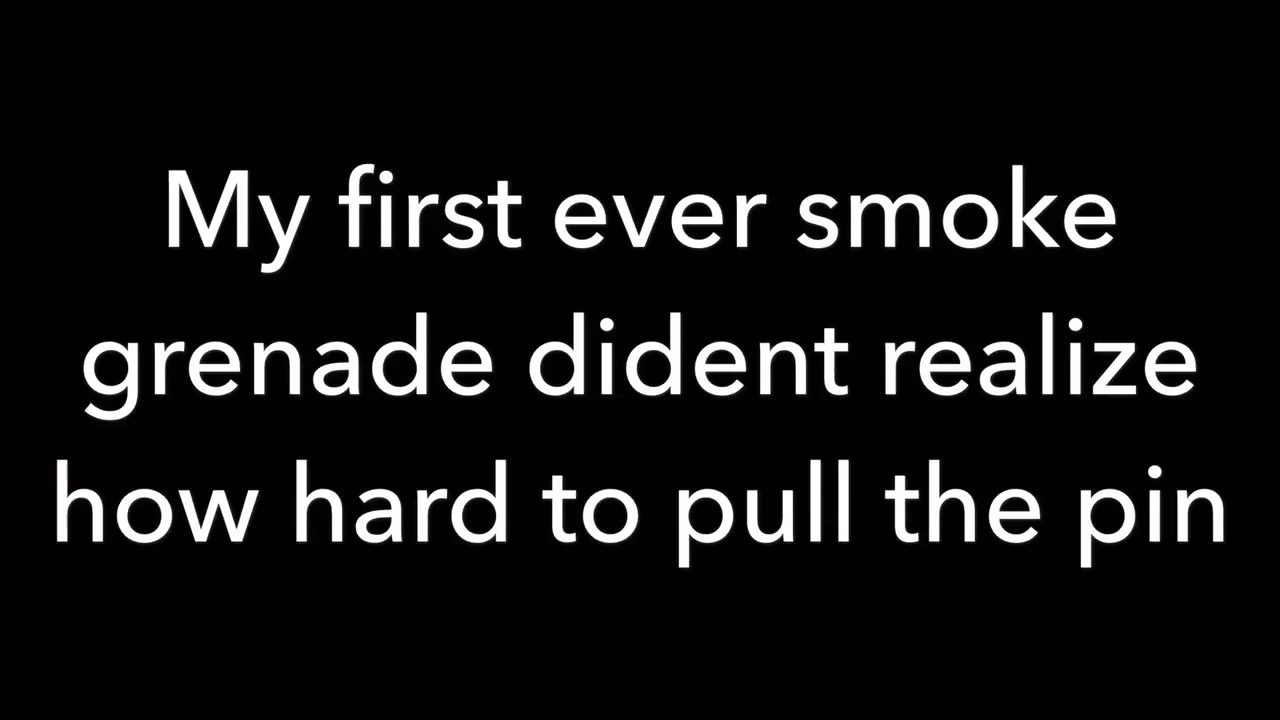 My first ever smoke
grenade dident realize
how hard to pull the pin